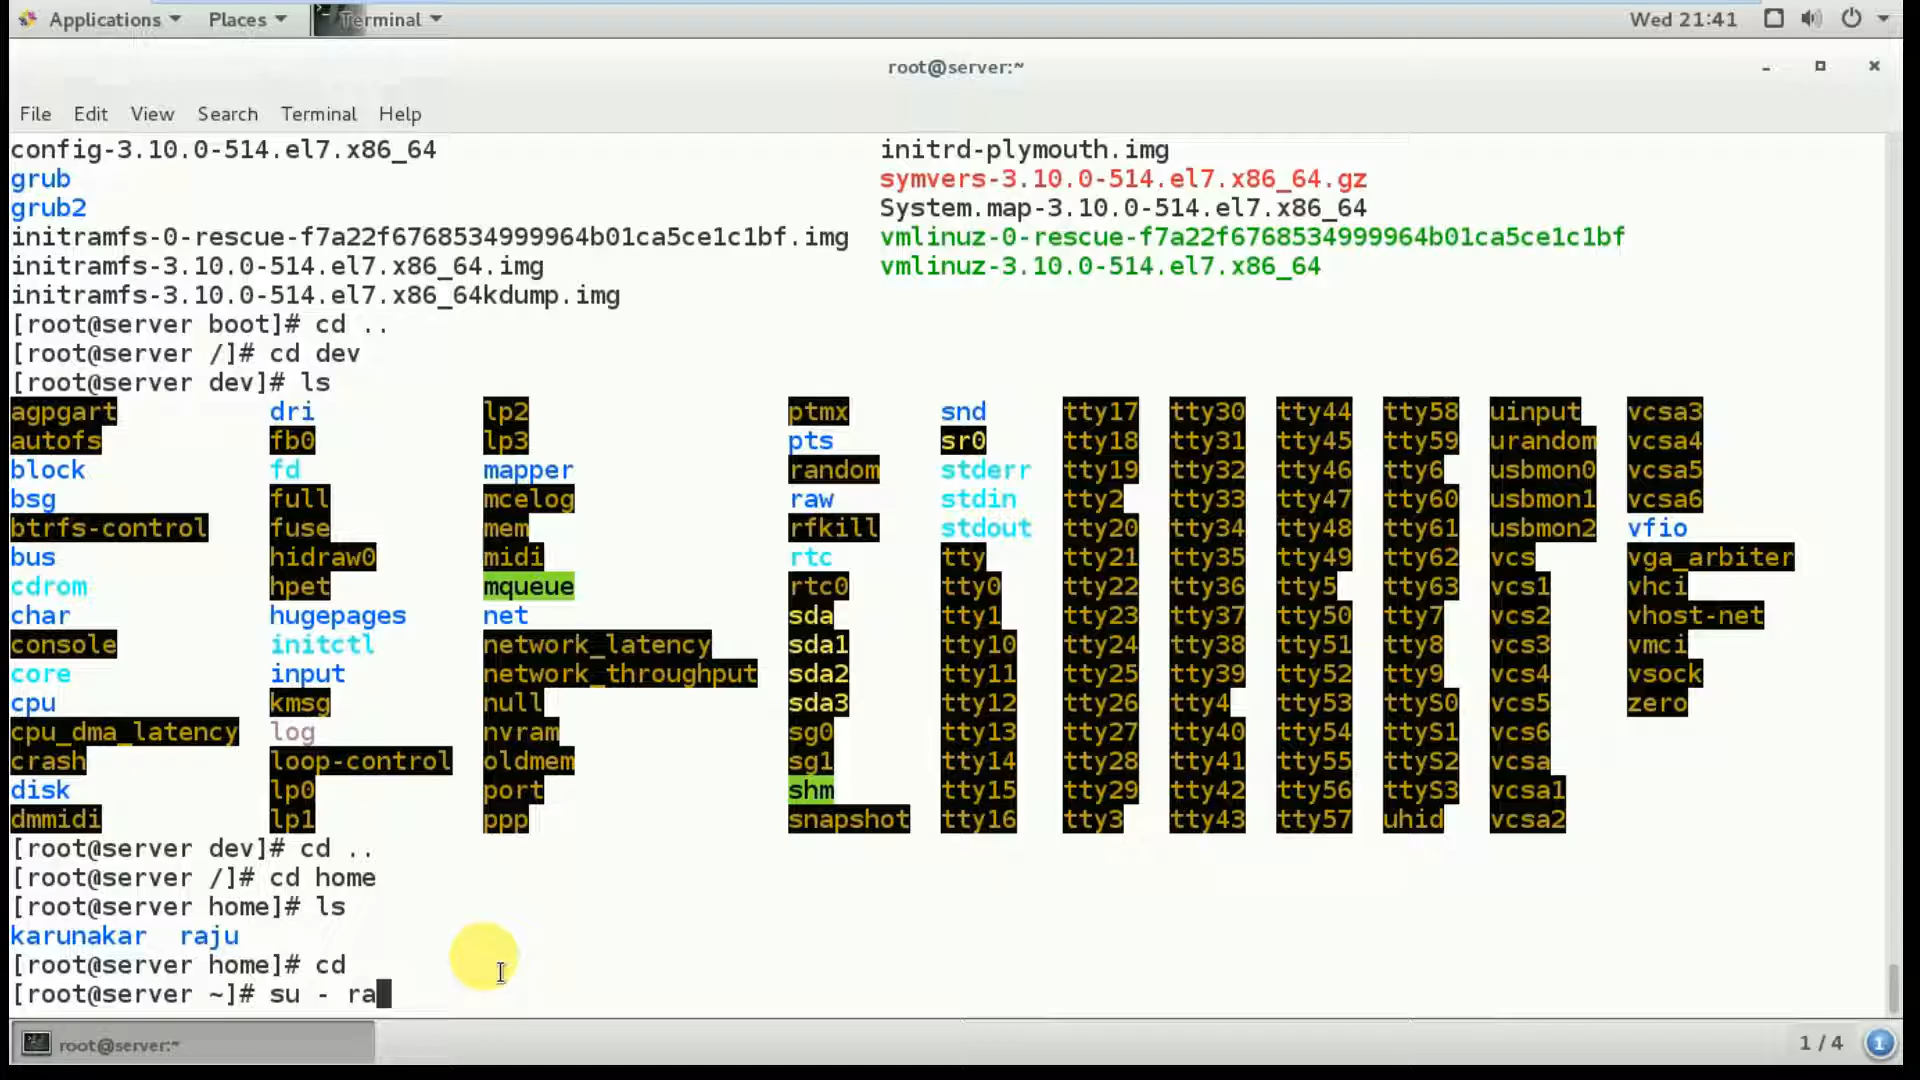 Applications Places Terminal Wed 21:41
root@server:~
File Edit View Search Terminal Help
config-3.10.0-514.el7.x86_64 initrd-plymouth.img
grub symvers-3.10.0-514.el7.x86_64.gz
grub2 System.map-3.10.0-514.el7.x86_64
initramfs-0-rescue-f7a22f6768534999964b01ca5ce1c1bf.img vmlinuz-0-rescue-f7a22f6768534999964b01ca5ce1c1bf
initramfs-3.10.0-514.el7.x86_64.img vmlinuz-3.10.0-514.el7.x86_64
initramfs-3.10.0-514.el7.x86_64kdump.img
[root@server boot]# cd ..
[root@server /]# cd dev
[root@server dev]# ls
agpgart dri lp2 ptmx snd tty17 tty30 tty44 tty58 uinput vcsa3
autofs fb0 lp3 pts sr0 tty18 tty31 tty45 tty59 urandom vcsa4
block fd mapper random stderr tty19 tty32 tty46 tty6 usbmon0 vcsa5
bsg full mcelog raw stdin tty2 tty33 tty47 tty60 usbmon1 vcsa6
btrfs-control fuse mem rfkill stdout tty20 tty34 tty48 tty61 usbmon2 vfio
bus hidraw0 midi rtc tty tty21 tty35 tty49 tty62 vcs vga_arbiter
cdrom hpet mqueue rtc0 tty0 tty22 tty36 tty5 tty63 vcs1 vhci
char hugepages net sda tty1 tty23 tty37 tty50 tty7 vcs2 vhost-net
console initctl network_latency sda1 tty10 tty24 tty38 tty51 tty8 vcs3 vmci
core input network_throughput sda2 tty11 tty25 tty39 tty52 tty9 vcs4 vsock
cpu kmsg null sda3 tty12 tty26 tty4 tty53 ttyS0 vcs5 zero
cpu_dma_latency log nvram sg0 tty13 tty27 tty40 tty54 ttyS1 vcs6
crash loop-control oldmem sg1 tty14 tty28 tty41 tty55 ttyS2 vcsa
disk lp0 port shm tty15 tty29 tty42 tty56 ttyS3 vcsa1
dmmidi lp1 ppp snapshot tty16 tty3 tty43 tty57 uhid vcsa2
[root@server dev]# cd ..
[root@server /]# cd home
[root@server home]# ls
karunakar raju
[root@server home]# cd
[root@server ~]# su - ra
root@server:~ 1 / 4 1